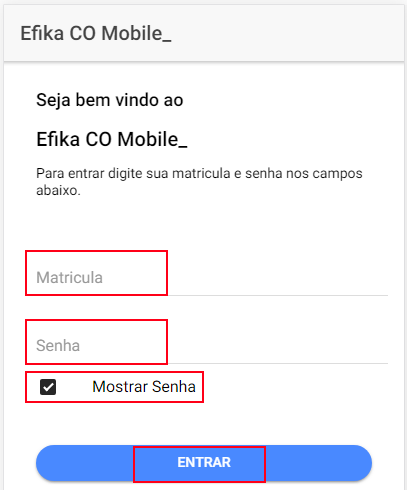 Efika CO Mobile_
Seja bem vindo ao
Efika CO Mobile_
Para entrar digite sua matricula e senha nos campos
abaixo.
Matricula
Senha
Mostrar Senha
ENTRAR